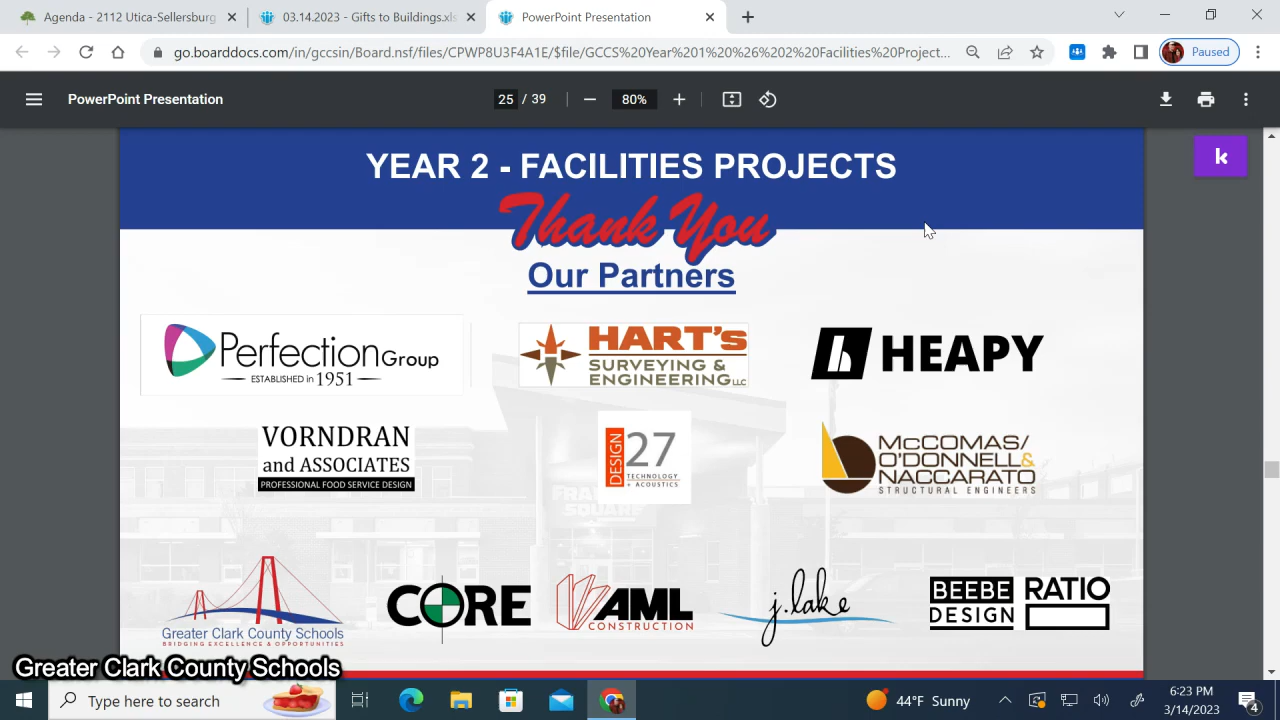 Agenda - 2112 Utica-Sellersburg
03.14.2023 - Gifts to Buildings.xls
PowerPoint Presentation
go.boarddocs.com/in/gccsin/Board.nsf/files/CPWP8U3F4A1E/$file/GCCS%20Year%201%20%26%202%20Facilities%20Project...
Paused
PowerPoint Presentation
25 / 39
80%
k
YEAR 2 - FACILITIES PROJECTS
Thank You
Our Partners
Perfection Group
ESTABLISHED in 1951
HART'S
SURVEYING &
ENGINEERING LLC
h HEAPY
VORNDRAN
and ASSOCIATES
PROFESSIONAL FOOD SERVICE DESIGN
DESIGN 27
TECHNOLOGY
+ ACOUSTICS
McCOMAS/
O'DONNELL&
NACCARATO
STRUCTURAL ENGINEERS
FRANKLIN
SQUARE
Greater Clark County Schools
BRIDGING EXCELLENCE & OPPORTUNITIES
CORE
AML
CONSTRUCTION
j.lake
BEEBE
DESIGN
RATIO
Greater Clark County Schools
Type here to search
44°F Sunny
6:23 PM
3/14/2023
4